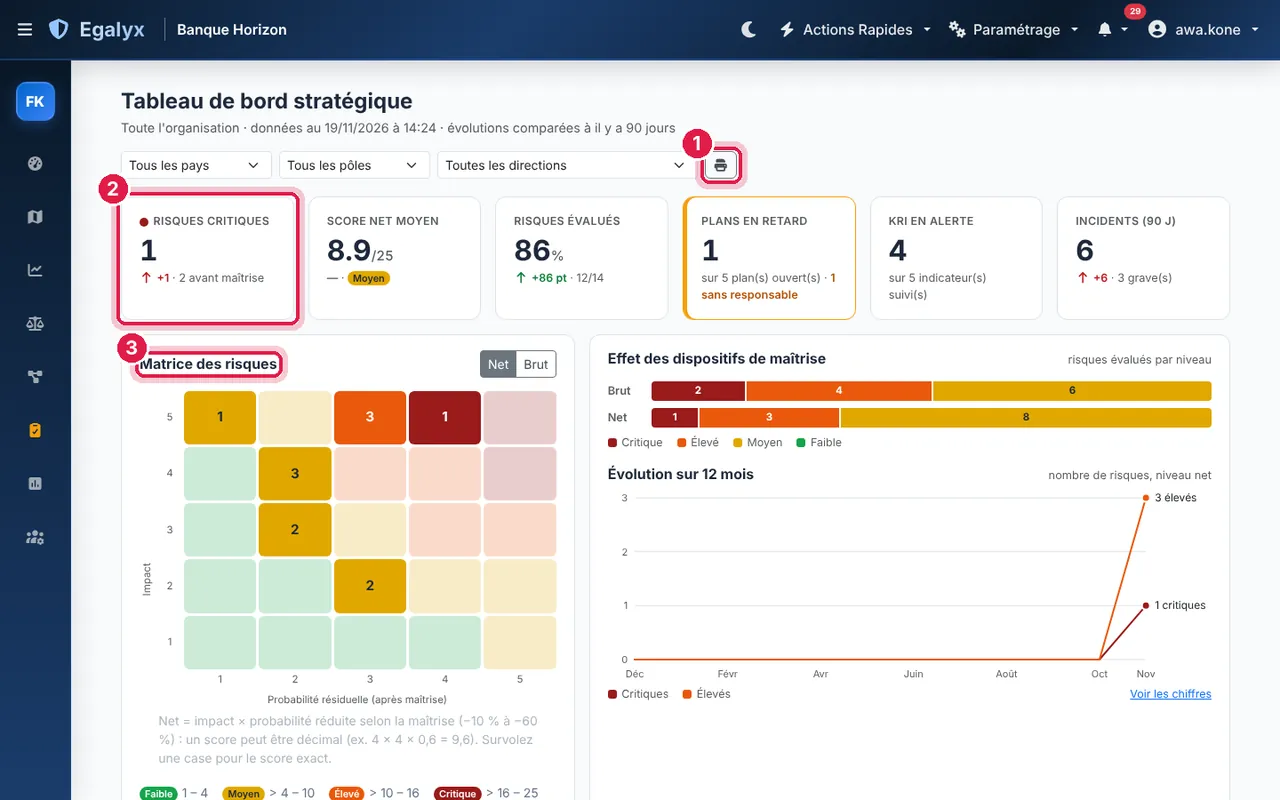 Egalyx
Banque Horizon
Actions Rapides
Paramétrage
29
awa.kone
FK
Tableau de bord stratégique
Toute l'organisation · données au 19/11/2026 à 14:24 · évolutions comparées à il y a 90 jours
1
Tous les pays
Tous les pôles
Toutes les directions
2
RISQUES CRITIQUES
1
↑ +1 · 2 avant maîtrise
SCORE NET MOYEN
8.9/25
— · Moyen
RISQUES ÉVALUÉS
86%
↑ +86 pt · 12/14
PLANS EN RETARD
1
sur 5 plan(s) ouvert(s) · 1
sans responsable
KRI EN ALERTE
4
sur 5 indicateur(s)
suivi(s)
INCIDENTS (90 J)
6
↑ +6 · 3 grave(s)
3
Matrice des risques
Net Brut
5 1 3 1
4 3
3 2
Impact
2 2
1
1 2 3 4 5
Probabilité résiduelle (après maîtrise)
Net = impact × probabilité réduite selon la maîtrise (−10 % à −60
%) : un score peut être décimal (ex. 4 × 4 × 0,6 = 9,6). Survolez
une case pour le score exact.
Faible 1 – 4 Moyen > 4 – 10 Élevé > 10 – 16 Critique > 16 – 25
Effet des dispositifs de maîtrise
risques évalués par niveau
Brut 2 4 6
Net 1 3 8
Critique Élevé Moyen Faible
Évolution sur 12 mois
nombre de risques, niveau net
3
3 élevés
2
1
1 critiques
0
Déc Févr Avr Juin Août Oct Nov
Critiques Élevés
Voir les chiffres